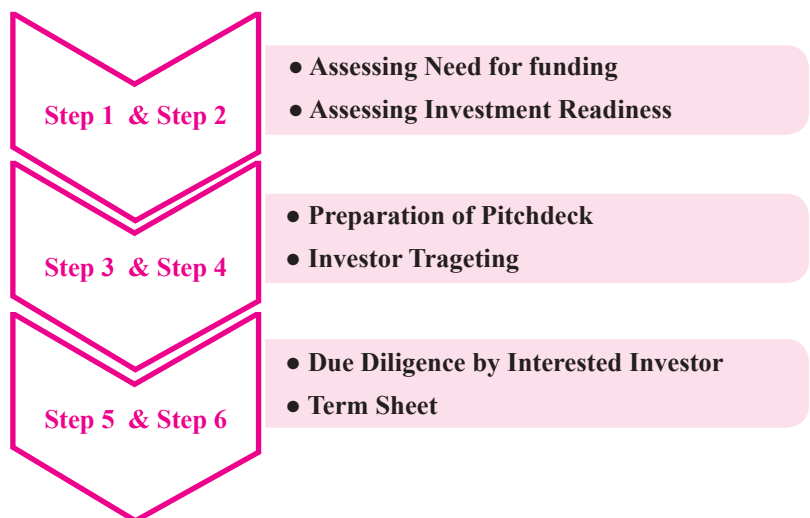 Step 1 & Step 2
● Assessing Need for funding
● Assessing Investment Readiness
Step 3 & Step 4
● Preparation of Pitchdeck
● Investor Trageting
Step 5 & Step 6
● Due Diligence by Interested Investor
● Term Sheet